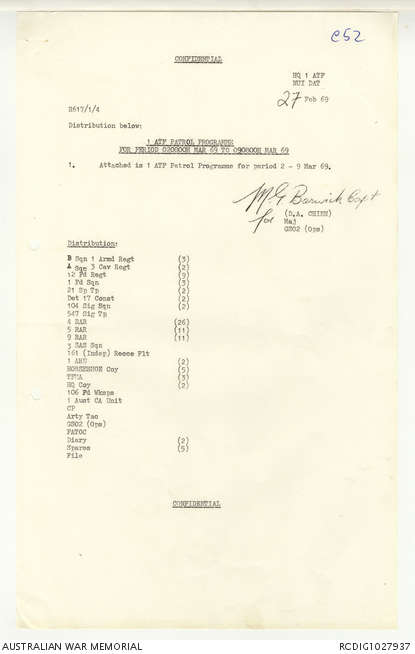 C52
CONFIDENTIAL
HQ 1 ATF
NUI DAT
27 Feb 69
R617/1/4
Distribution below:
1 ATF PATROL PROGRAMME
FOR PERIOD 020800H MAR 69 TO 090800H MAR 69
1. Attached is 1 ATF Patrol Programme for period 2 - 9 Mar 69.
M.G. Barwick Capt
for (D.A. CHINN)
Maj
GSO2 (Ops)
Distribution:
B Sqn 1 Armd Regt (3)
A Sqn 3 Cav Regt (2)
12 Fd Regt (9)
1 Fd Sqn (3)
21 Sp Tp (2)
Det 17 Const (2)
104 Sig Sqn (2)
547 Sig Tp
4 RAR (26)
5 RAR (11)
9 RAR (11)
3 SAS Sqn
161 (Indep) Recce Flt
1 ARU (2)
HORSESHOE Coy (5)
(3)
HQ Coy (2)
106 Fd Wksps
1 Aust CA Unit
CP
Arty Tac
GSO2 (Ops)
FATOC
Diary (2)
Spares (5)
File
CONFIDENTIAL
AUSTRALIAN WAR MEMORIAL
RCDIG1027937